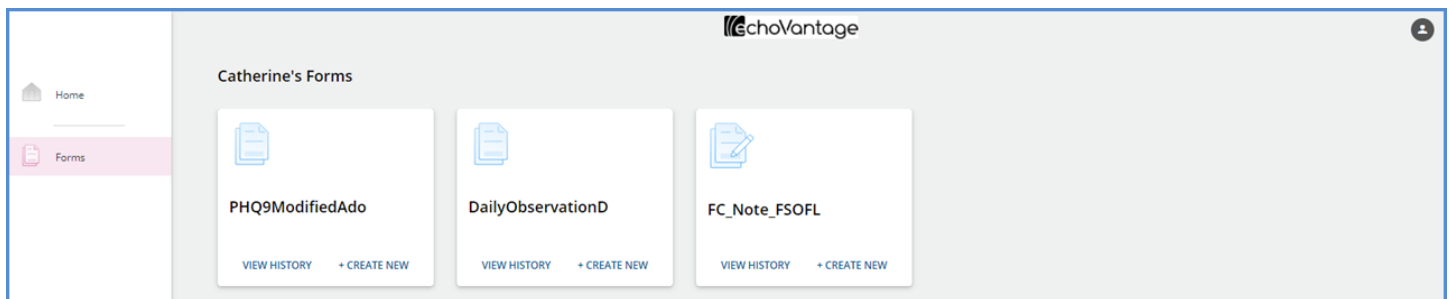 echoVantage
Home
Forms
Catherine's Forms
PHQ9ModifiedAdo
VIEW HISTORY + CREATE NEW
DailyObservationD
VIEW HISTORY + CREATE NEW
FC_Note_FSOFL
VIEW HISTORY + CREATE NEW